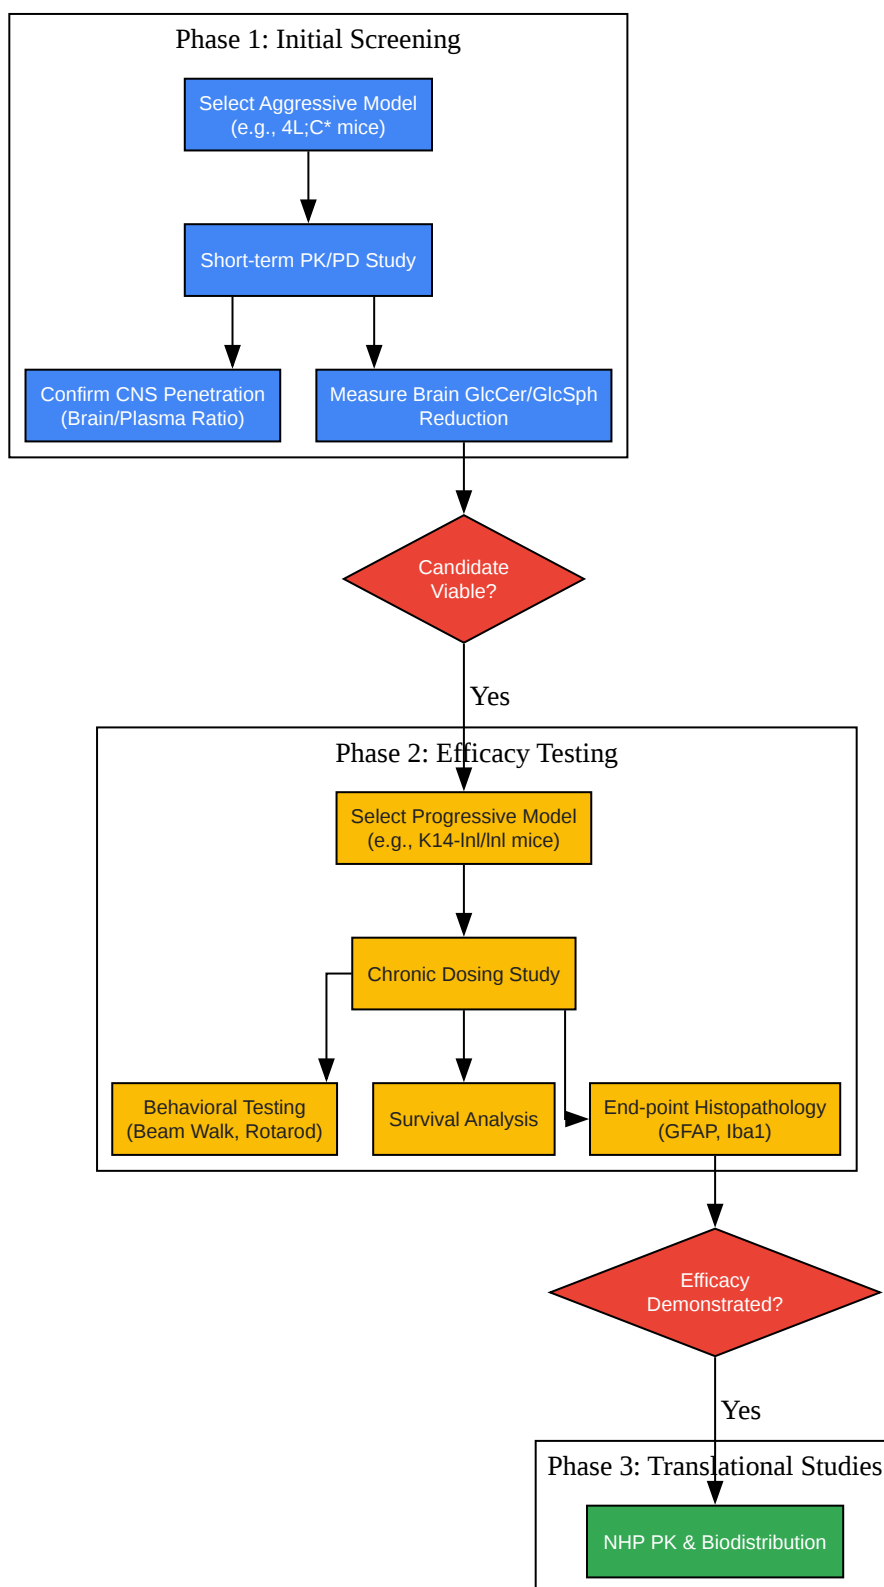 Phase 1: Initial Screening
Select Aggressive Model
(e.g., 4L;C* mice)
Short-term PK/PD Study
Confirm CNS Penetration
(Brain/Plasma Ratio)
Measure Brain GlcCer/GlcSph
Reduction
Candidate
Viable?
Yes
Phase 2: Efficacy Testing
Select Progressive Model
(e.g., K14-lnl/lnl mice)
Chronic Dosing Study
Behavioral Testing
(Beam Walk, Rotarod)
Survival Analysis
End-point Histopathology
(GFAP, Iba1)
Efficacy
Demonstrated?
Yes
Phase 3: Translational Studies
NHP PK & Biodistribution